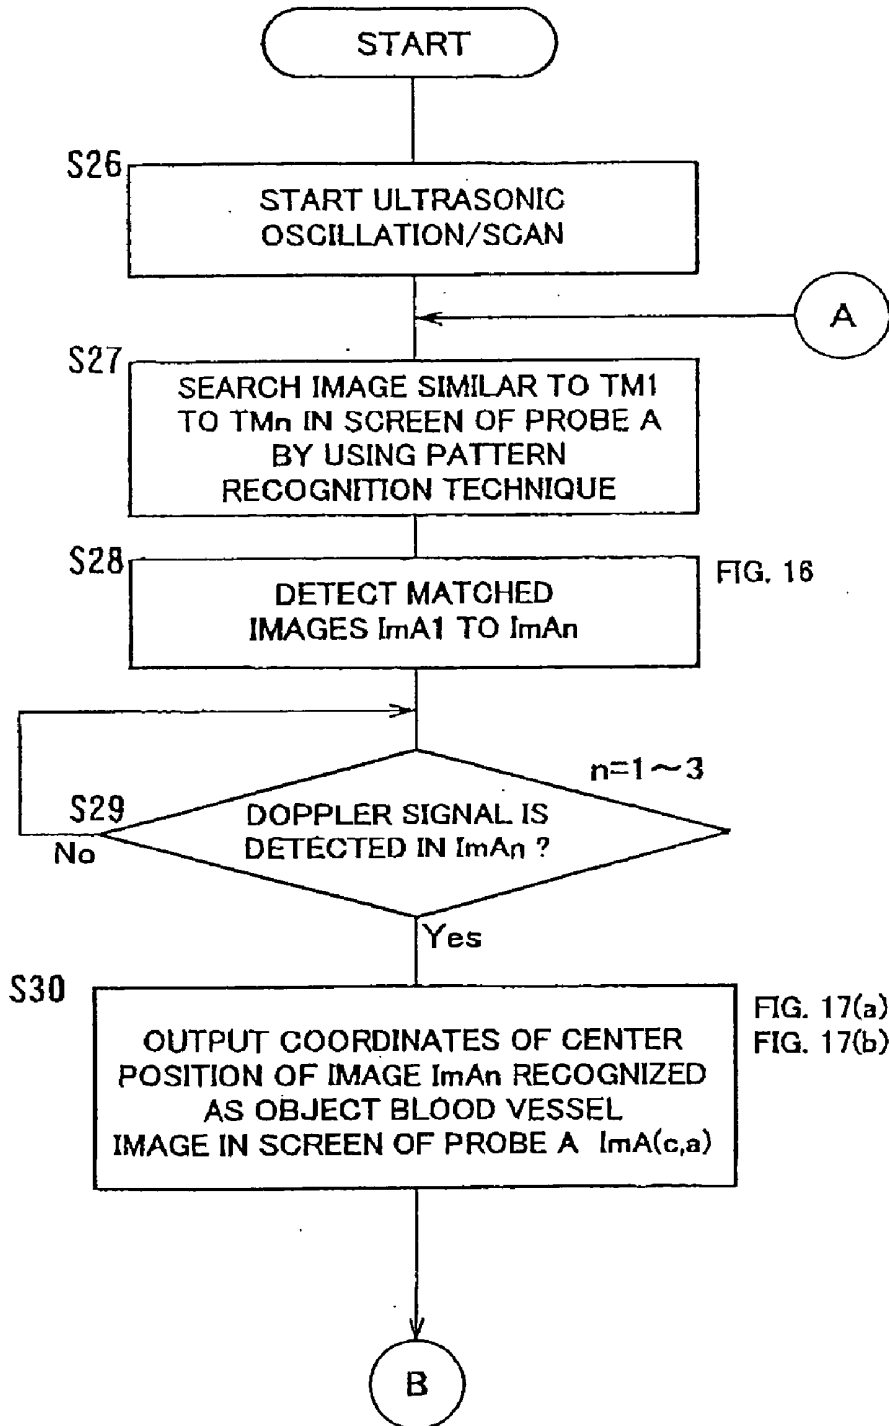 START
S26
START ULTRASONIC
OSCILLATION/SCAN
A
S27
SEARCH IMAGE SIMILAR TO TM1
TO TMn IN SCREEN OF PROBE A
BY USING PATTERN
RECOGNITION TECHNIQUE
S28
FIG. 16
DETECT MATCHED
IMAGES ImA1 TO ImAn
n=1~3
S29
DOPPLER SIGNAL IS
DETECTED IN ImAn ?
No
Yes
S30
FIG. 17(a)
FIG. 17(b)
OUTPUT COORDINATES OF CENTER
POSITION OF IMAGE ImAn RECOGNIZED
AS OBJECT BLOOD VESSEL
IMAGE IN SCREEN OF PROBE A ImA(c,a)
B